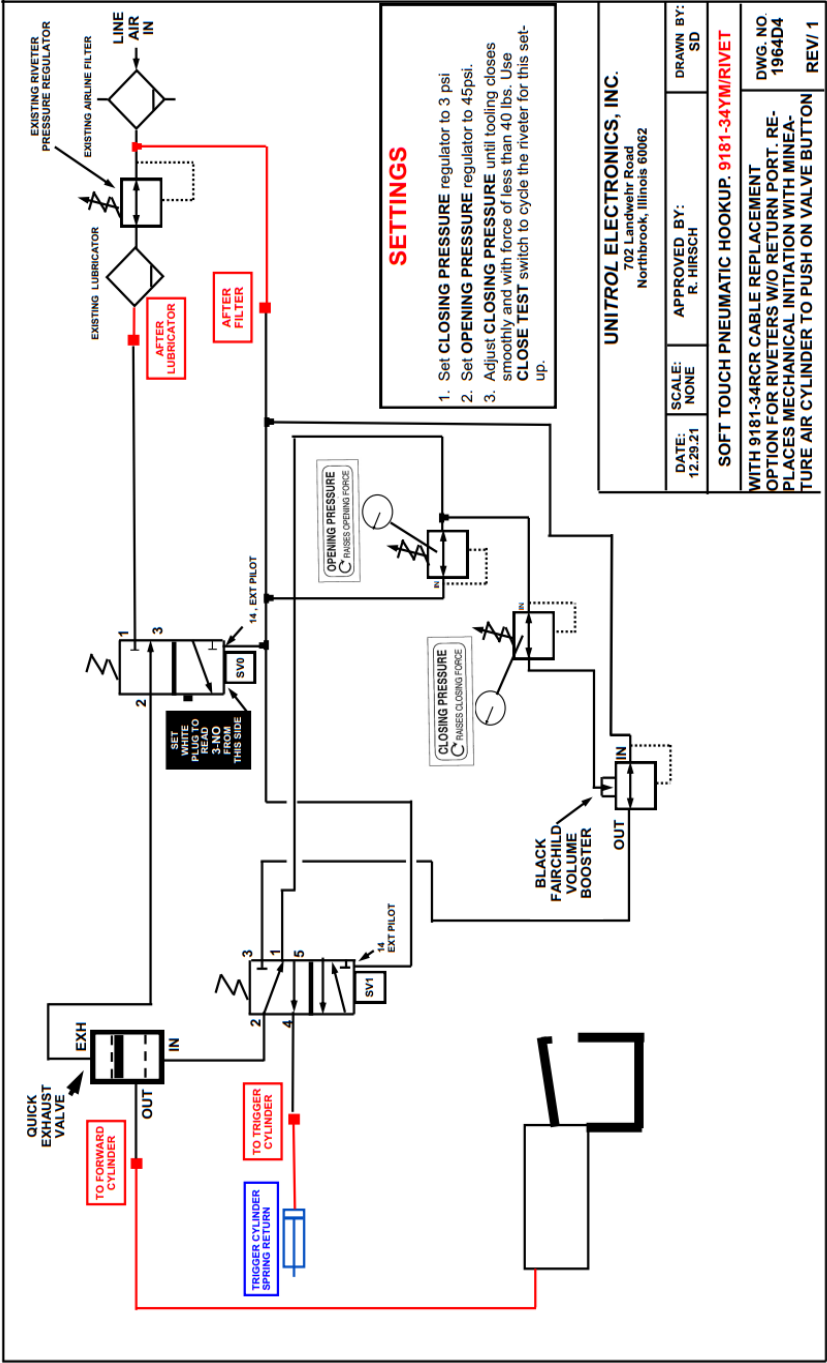 QUICK
EXHAUST
VALVE
EXH
OUT
IN
TO FORWARD
CYLINDER
TO TRIGGER
CYLINDER
TRIGGER CYLINDER
SPRING RETURN
2
4
3
1
5
SV1
14
EXT PILOT
SET
WHITE
PLUG TO
READ
3-NO
FROM
THIS SIDE
2
1
3
SV0
14 , EXT PILOT
EXISTING LUBRICATOR
AFTER
LUBRICATOR
AFTER
FILTER
EXISTING RIVETER
PRESSURE REGULATOR
EXISTING AIRLINE FILTER
LINE
AIR
IN
OPENING PRESSURE
RAISES OPENING FORCE
IN
CLOSING PRESSURE
RAISES CLOSING FORCE
IN
BLACK
FAIRCHILD
VOLUME
BOOSTER
OUT
IN
SETTINGS
1. Set CLOSING PRESSURE regulator to 3 psi
2. Set OPENING PRESSURE regulator to 45psi.
3. Adjust CLOSING PRESSURE until tooling closes
smoothly and with force of less than 40 lbs. Use
CLOSE TEST switch to cycle the riveter for this set-
up.
UNITROL ELECTRONICS, INC.
702 Landwehr Road
Northbrook, Illinois 60062
DATE:
12.29.21
SCALE:
NONE
APPROVED BY:
R. HIRSCH
DRAWN BY:
SD
SOFT TOUCH PNEUMATIC HOOKUP. 9181-34YM/RIVET
WITH 9181-34RCR CABLE REPLACEMENT
OPTION FOR RIVETERS W/O RETURN PORT. RE-
PLACES MECHANICAL INITIATION WITH MINEA-
TURE AIR CYLINDER TO PUSH ON VALVE BUTTON
DWG. NO.
1964D4
REV/ 1